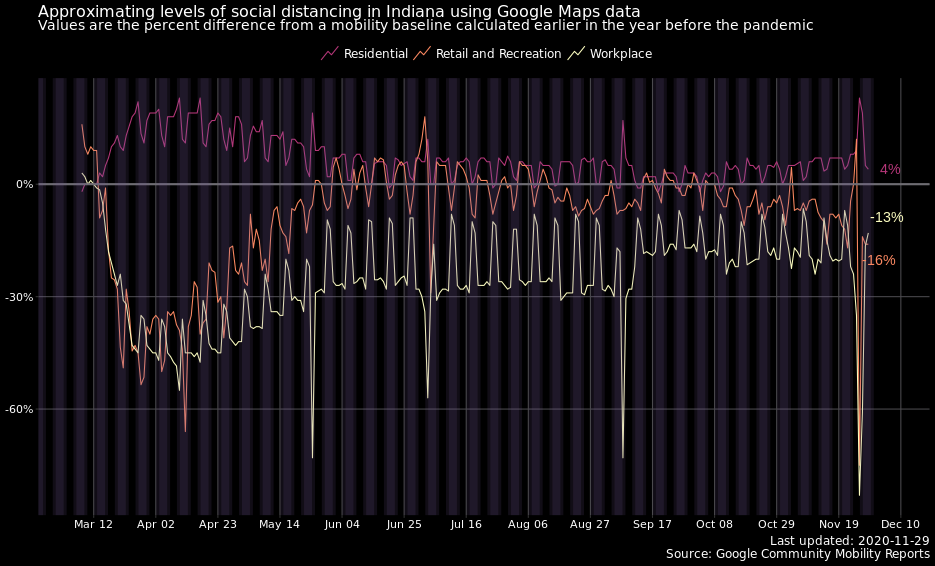 Approximating levels of social distancing in Indiana using Google Maps data
Values are the percent difference from a mobility baseline calculated earlier in the year before the pandemic
Residential Retail and Recreation Workplace
4%
0%
-13%
-16%
-30%
-60%
Mar 12 Apr 02 Apr 23 May 14 Jun 04 Jun 25 Jul 16 Aug 06 Aug 27 Sep 17 Oct 08 Oct 29 Nov 19 Dec 10
Last updated: 2020-11-29
Source: Google Community Mobility Reports